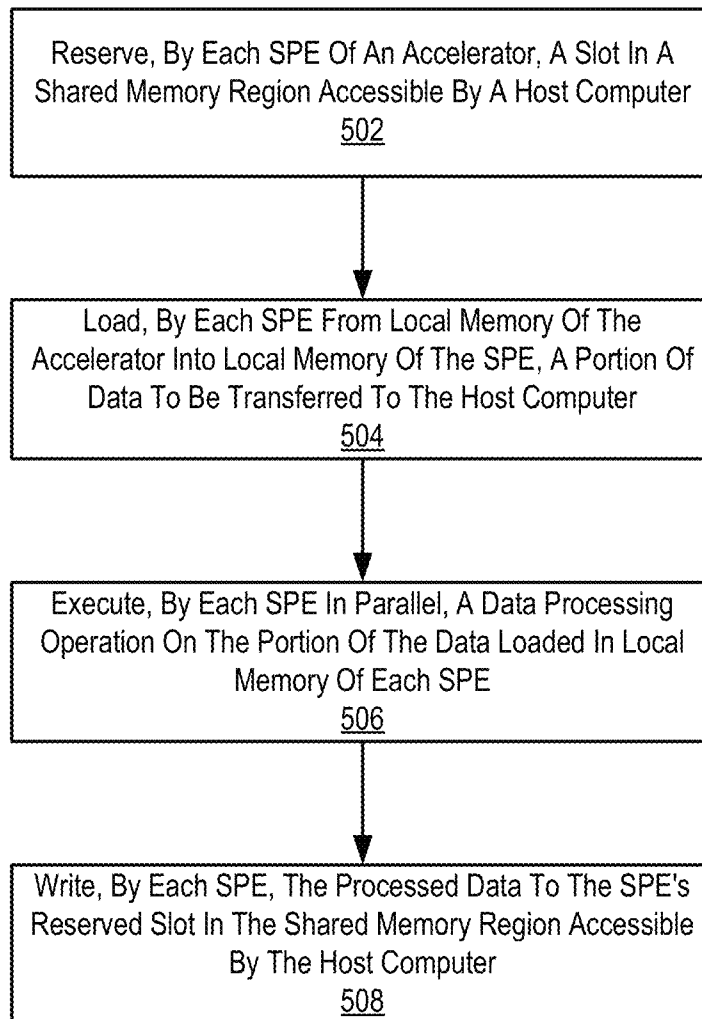 Reserve, By Each SPE Of An Accelerator, A Slot In A
Shared Memory Region Accessible By A Host Computer
502
Load, By Each SPE From Local Memory Of The
Accelerator Into Local Memory Of The SPE, A Portion Of
Data To Be Transferred To The Host Computer
504
Execute, By Each SPE In Parallel, A Data Processing
Operation On The Portion Of The Data Loaded In Local
Memory Of Each SPE
506
Write, By Each SPE, The Processed Data To The SPE's
Reserved Slot In The Shared Memory Region Accessible
By The Host Computer
508